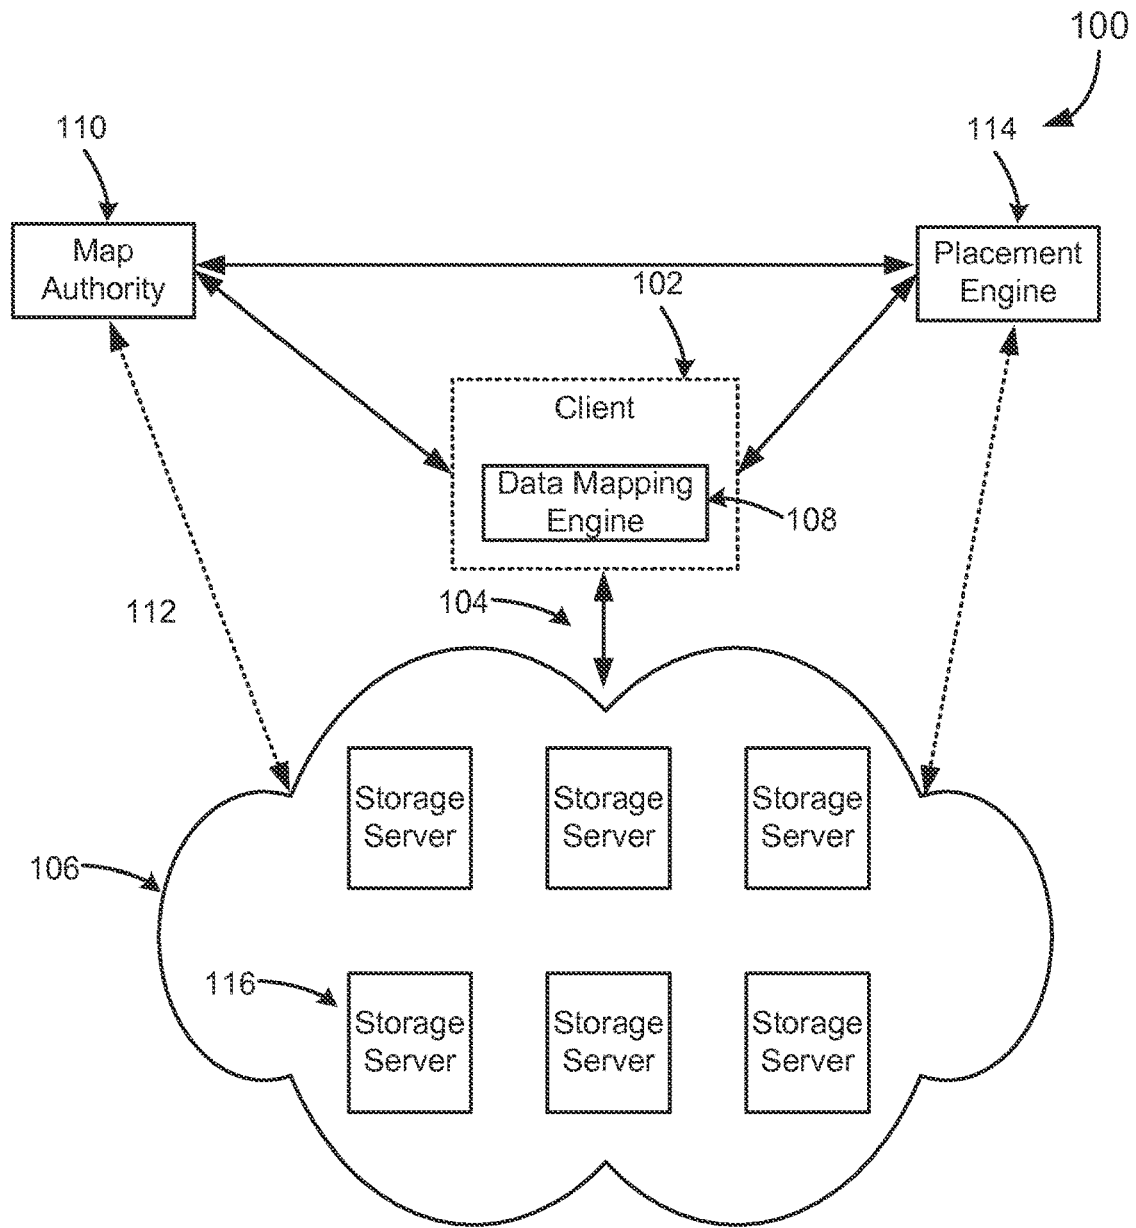 100
110
114
Map
Authority
Placement
Engine
102
Client
Data Mapping
Engine
108
104
112
Storage
Server
Storage
Server
Storage
Server
106
116
Storage
Server
Storage
Server
Storage
Server